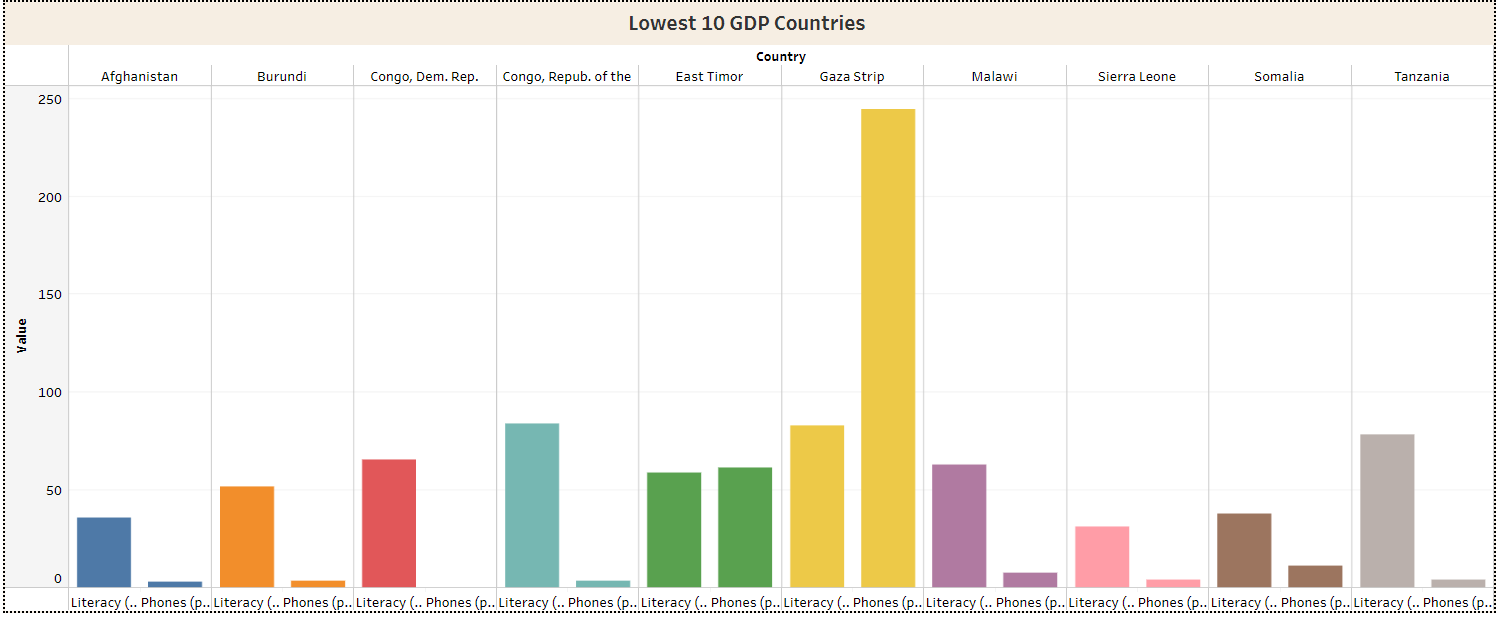 Lowest 10 GDP Countries
Country
Afghanistan Burundi Congo, Dem. Rep. Congo, Repub. of the East Timor Gaza Strip Malawi Sierra Leone Somalia Tanzania
250
200
150
100
50
0
Value
Literacy (.. Phones (p.. Literacy (.. Phones (p.. Literacy (.. Phones (p.. Literacy (.. Phones (p.. Literacy (.. Phones (p.. Literacy (.. Phones (p.. Literacy (.. Phones (p.. Literacy (.. Phones (p.. Literacy (.. Phones (p.. Literacy (.. Phones (p..